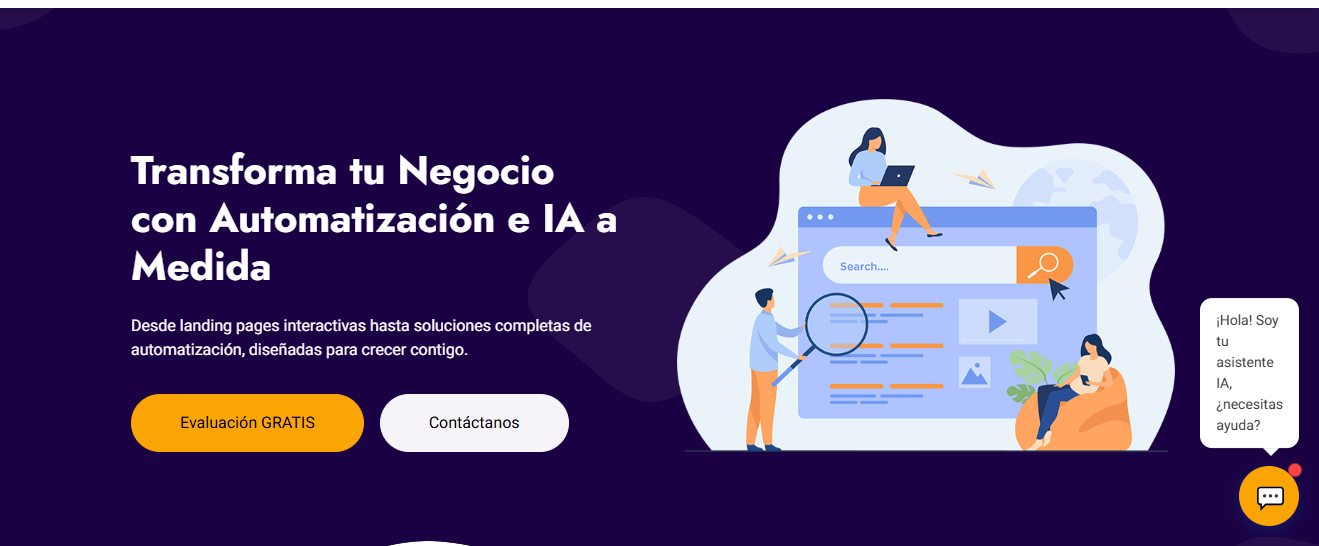 Transforma tu Negocio
con Automatización e IA a
Medida
Desde landing pages interactivas hasta soluciones completas de
automatización, diseñadas para crecer contigo.
Evaluación GRATIS
Contáctanos
Search....
¡Hola! Soy
tu
asistente
IA,
¿necesitas
ayuda?